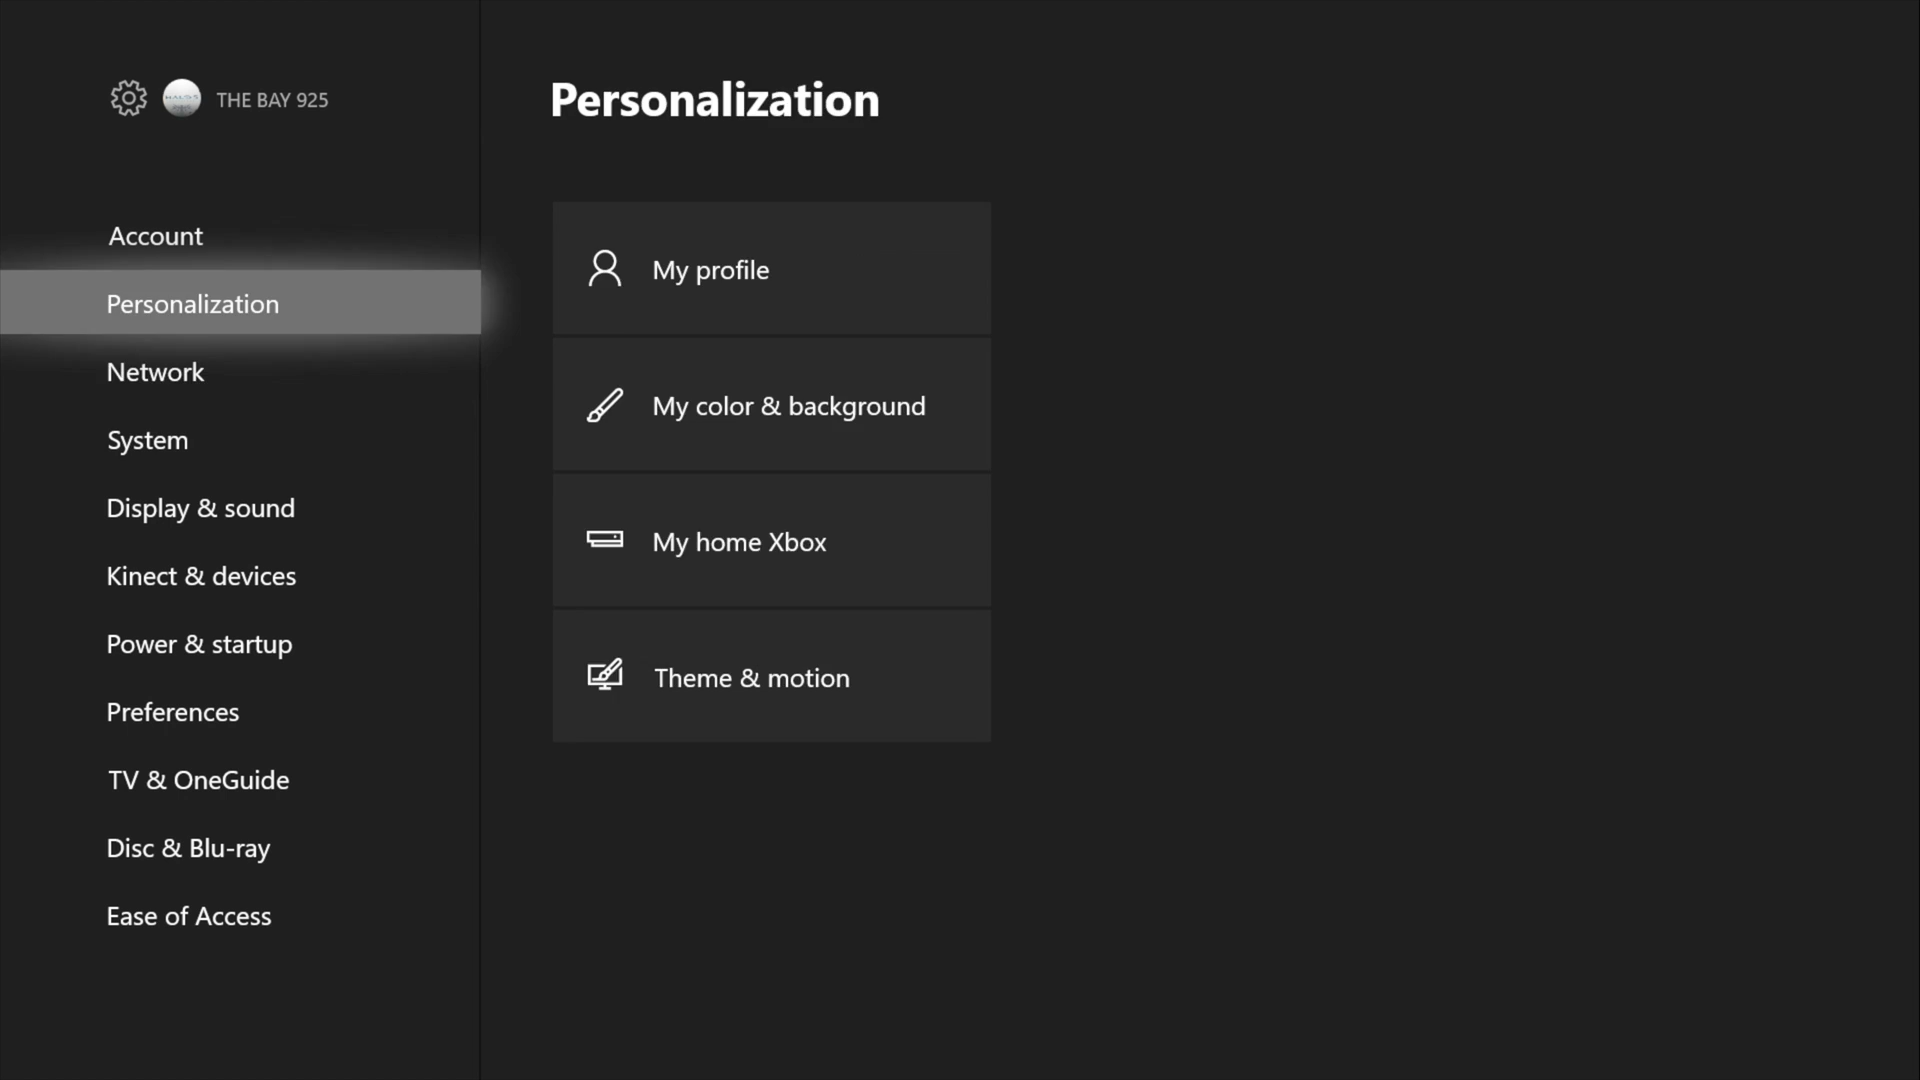 THE BAY 925
Account
Personalization
Network
System
Display & sound
Kinect & devices
Power & startup
Preferences
TV & OneGuide
Disc & Blu-ray
Ease of Access
Personalization
My profile
My color & background
My home Xbox
Theme & motion